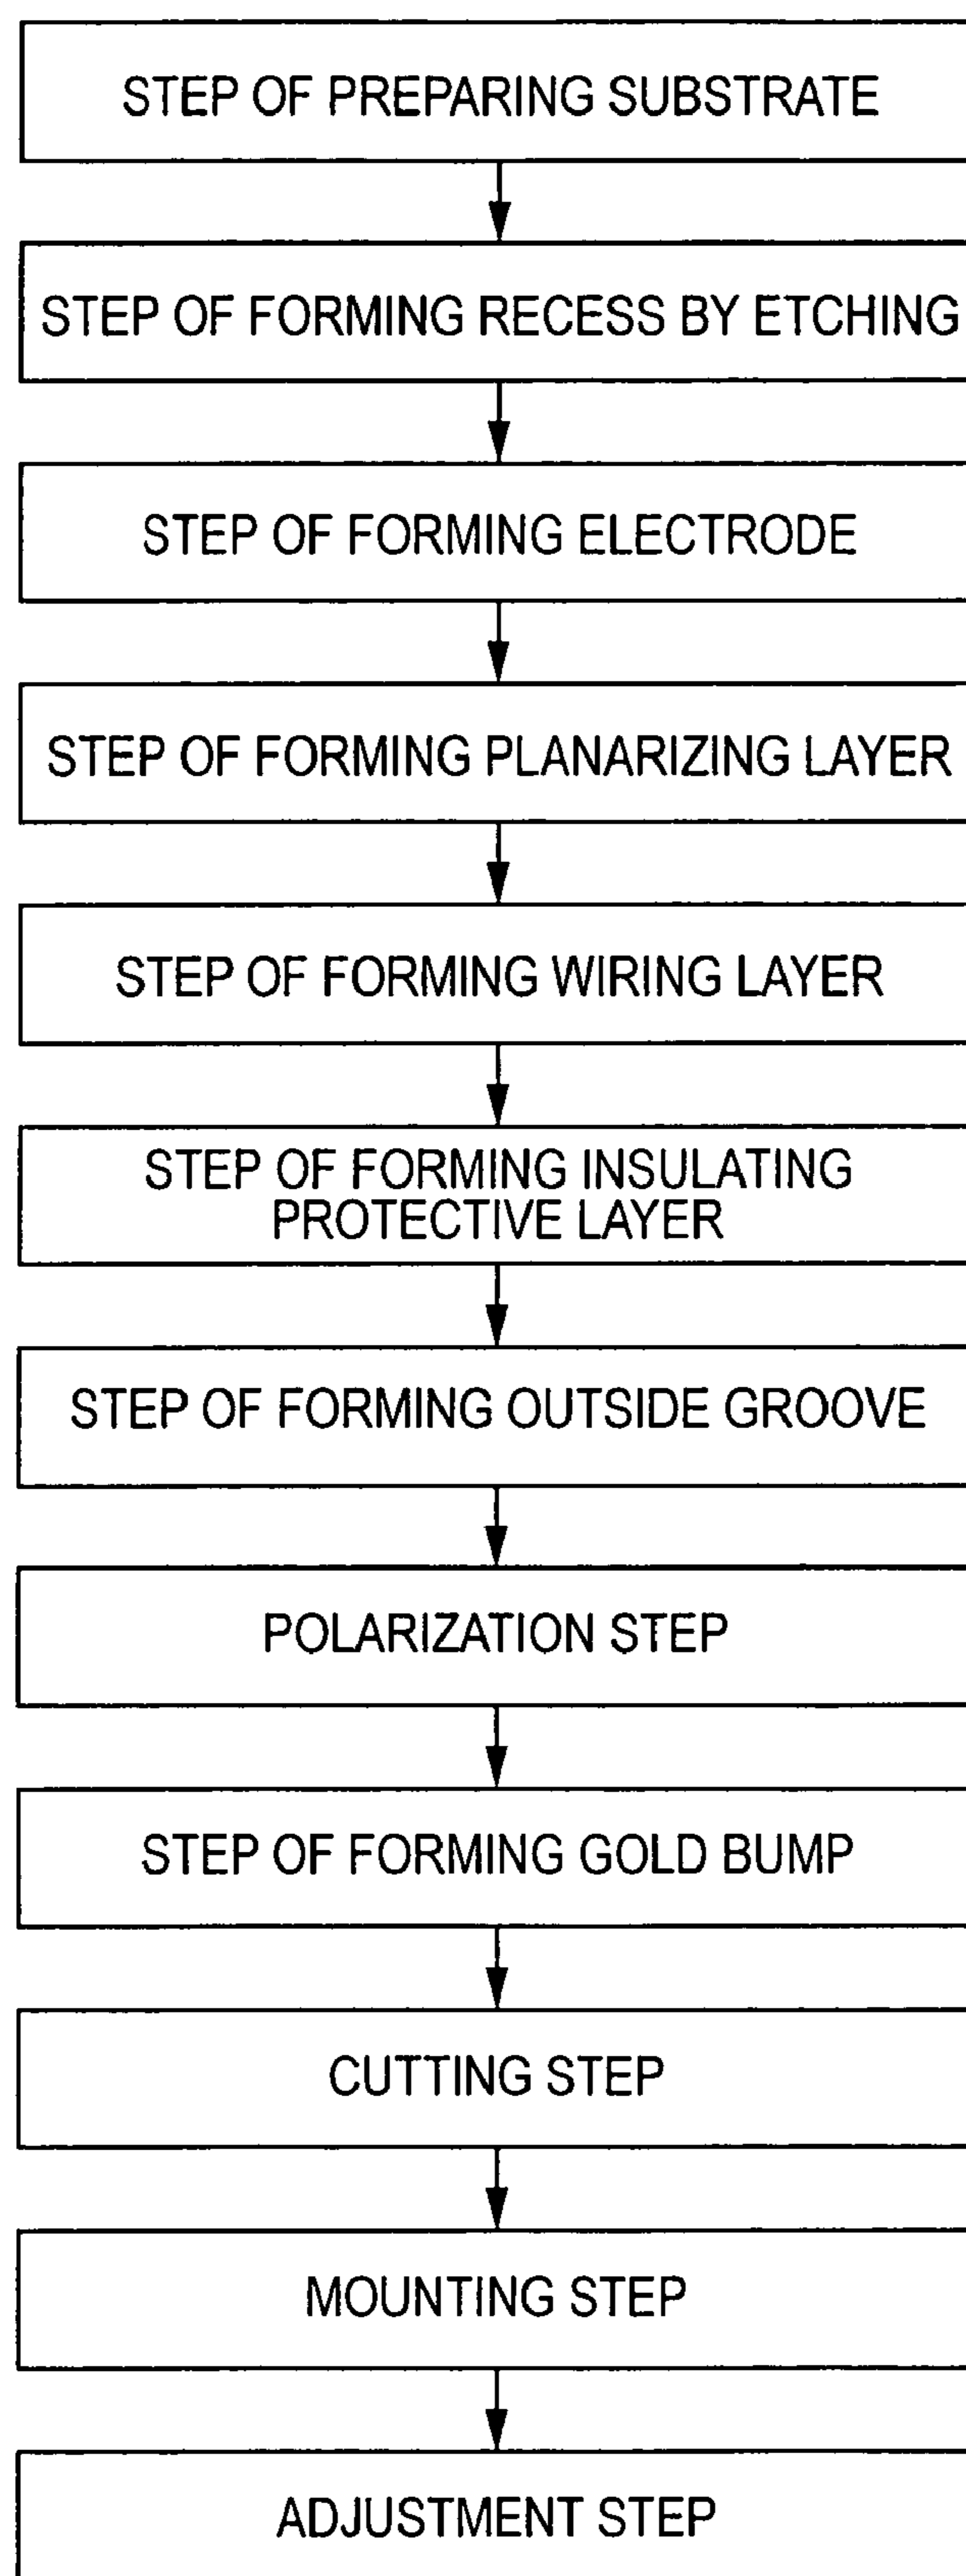 STEP OF PREPARING SUBSTRATE
STEP OF FORMING RECESS BY ETCHING
STEP OF FORMING ELECTRODE
STEP OF FORMING PLANARIZING LAYER
STEP OF FORMING WIRING LAYER
STEP OF FORMING INSULATING
PROTECTIVE LAYER
STEP OF FORMING OUTSIDE GROOVE
POLARIZATION STEP
STEP OF FORMING GOLD BUMP
CUTTING STEP
MOUNTING STEP
ADJUSTMENT STEP